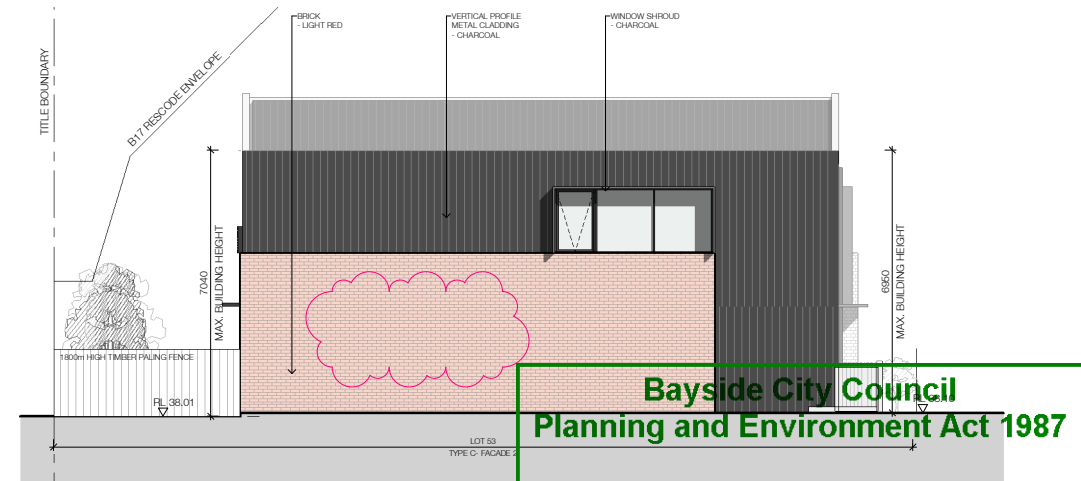 BRICK
- LIGHT RED
VERTICAL PROFILE
METAL CLADDING
- CHARCOAL
WINDOW SHROUD
- CHARCOAL
TITLE BOUNDARY
B17 RESCODE ENVELOPE
7040
MAX. BUILDING HEIGHT
6950
MAX. BUILDING HEIGHT
1800m HIGH TIMBER PALING FENCE
RL 38.01
Bayside City Council
Planning and Environment Act 1987
LOT 53
TYPE C- FACADE 2